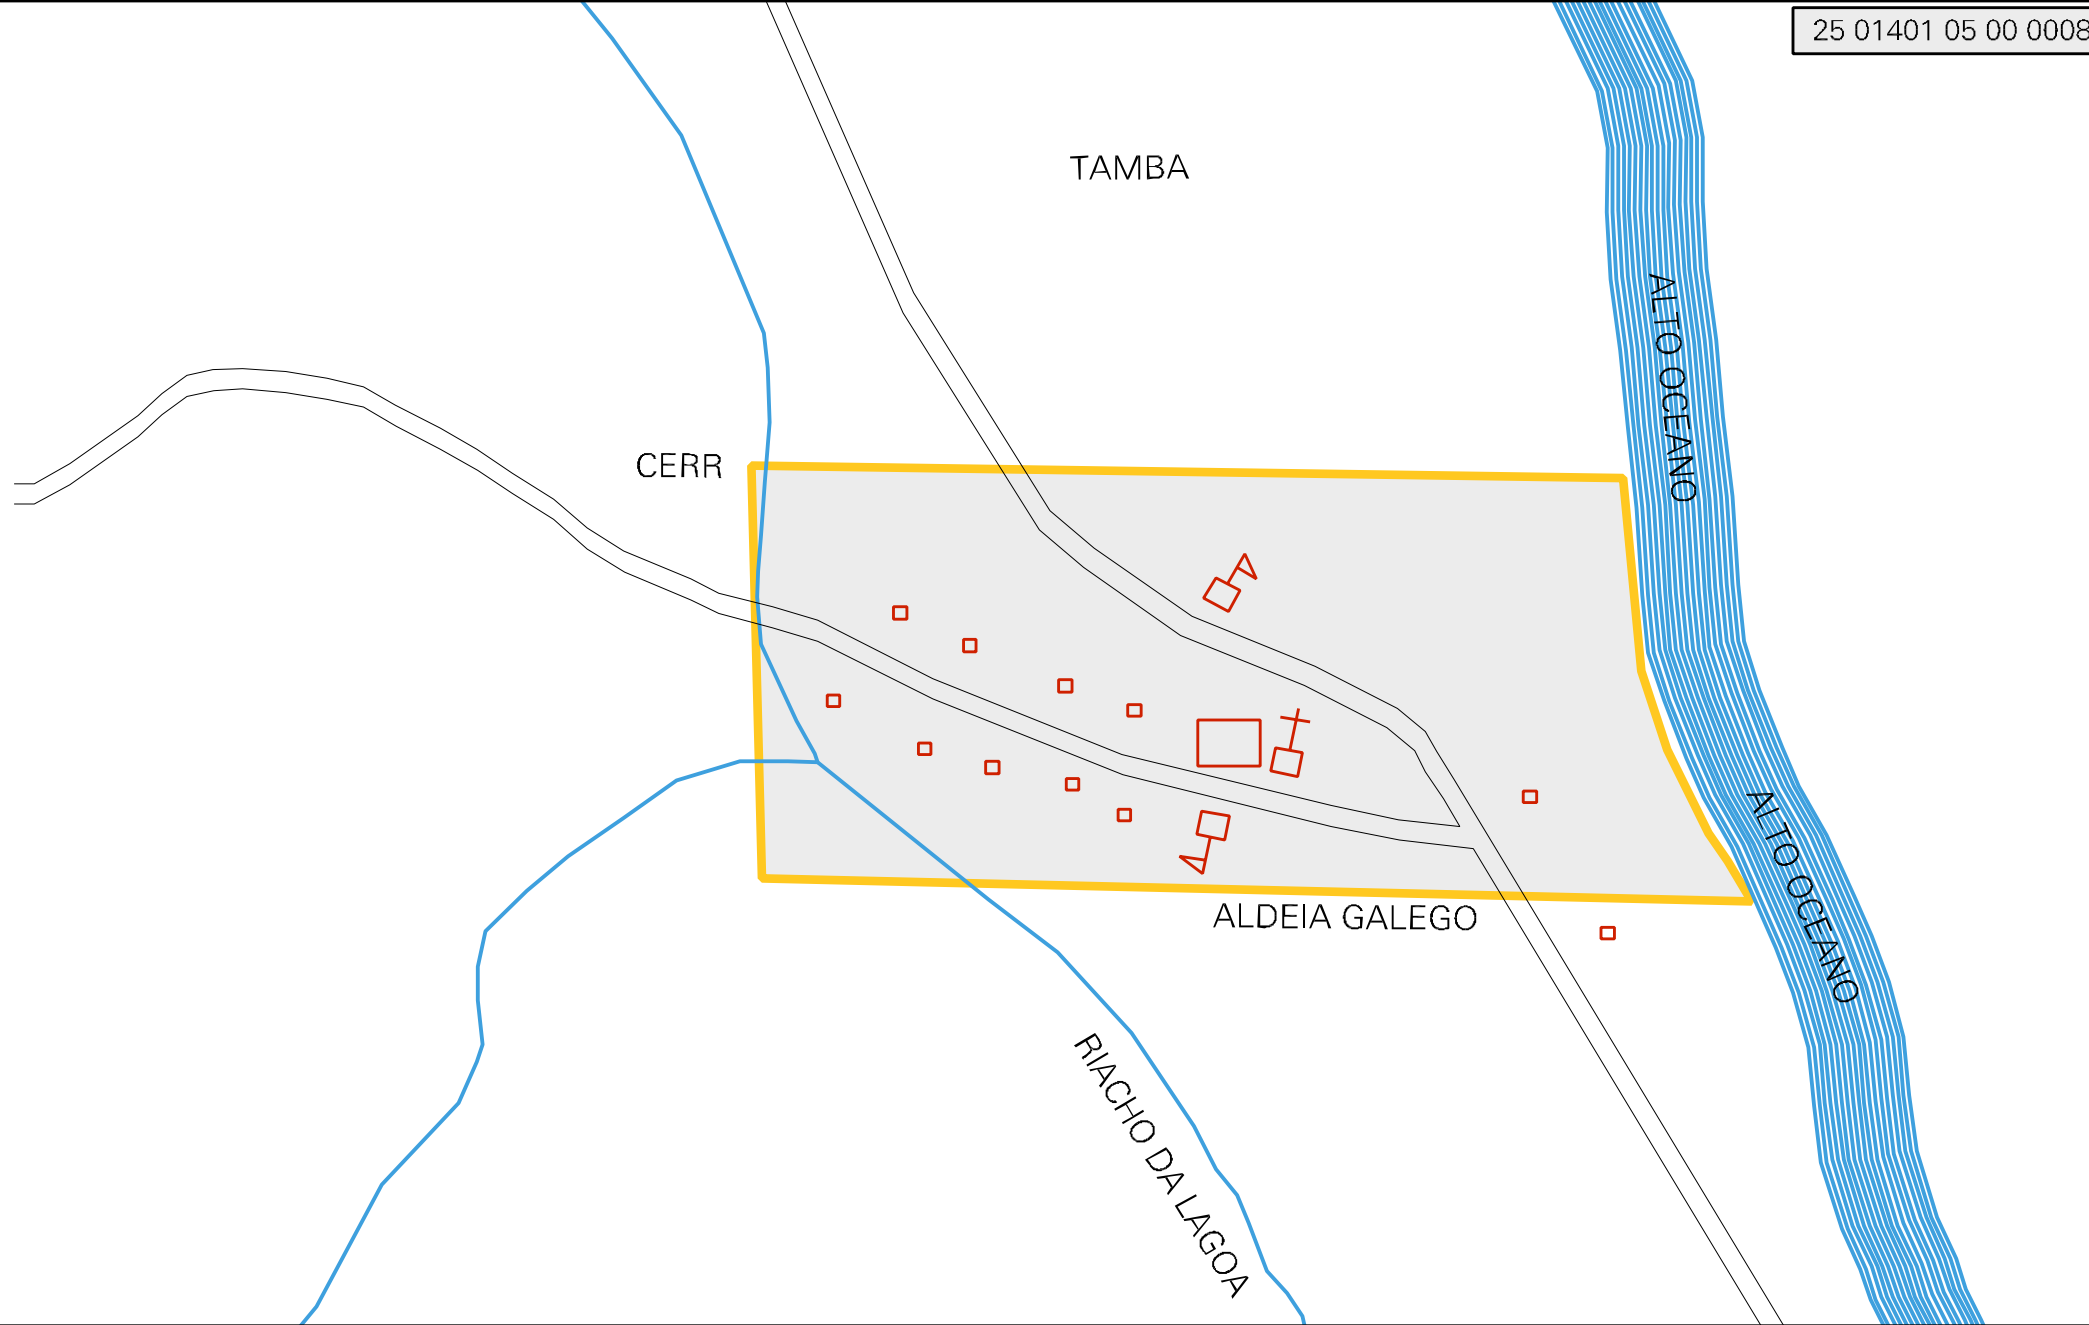 25 01401 05 00 0008
TAMBA
ALTO OCEANO
CERR
ALTO OCEANO
ALDEIA GALEGO
RIACHO DA LAGOA